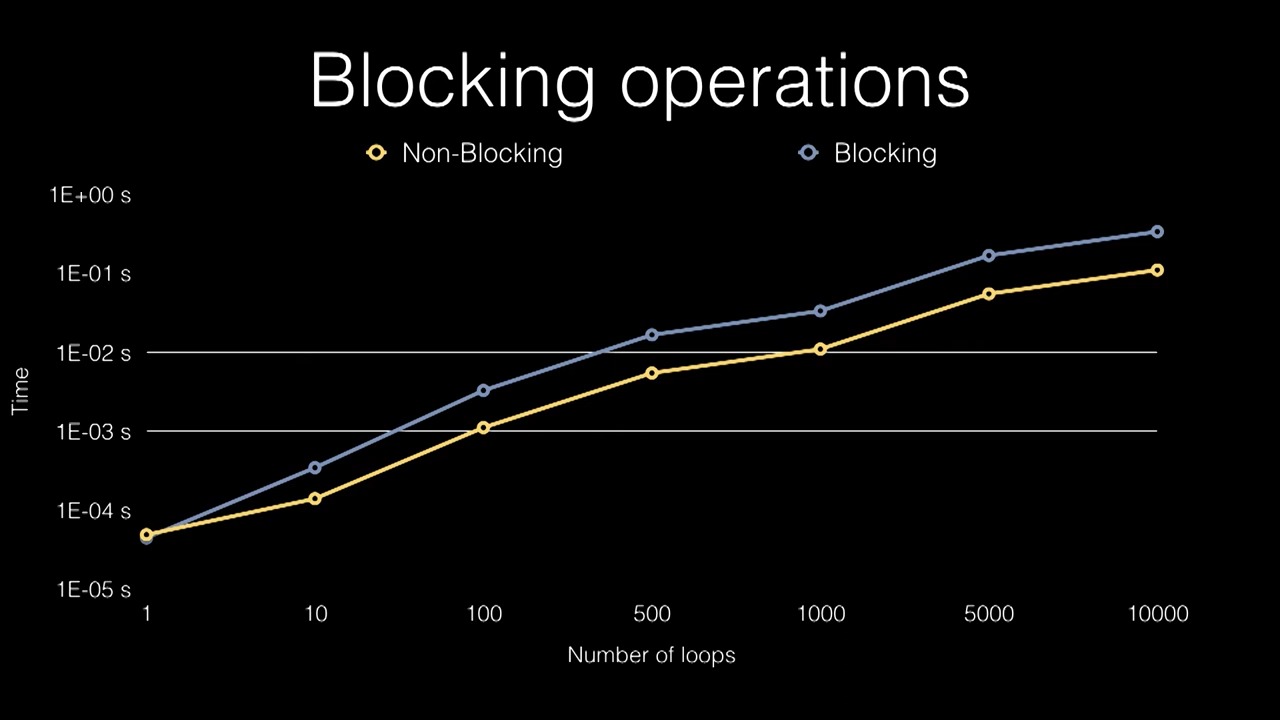 Blocking operations
Non-Blocking
Blocking
1E+00 s
1E-01 s
1E-02 s
1E-03 s
1E-04 s
1E-05 s
Time
1 10 100 500 1000 5000 10000
Number of loops